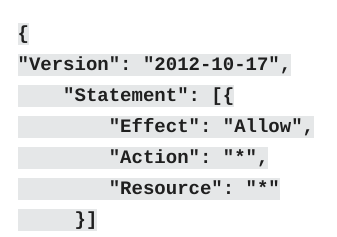 {
"Version": "2012-10-17",
    "Statement": [{
        "Effect": "Allow",
        "Action": "*",
        "Resource": "*"
     }]